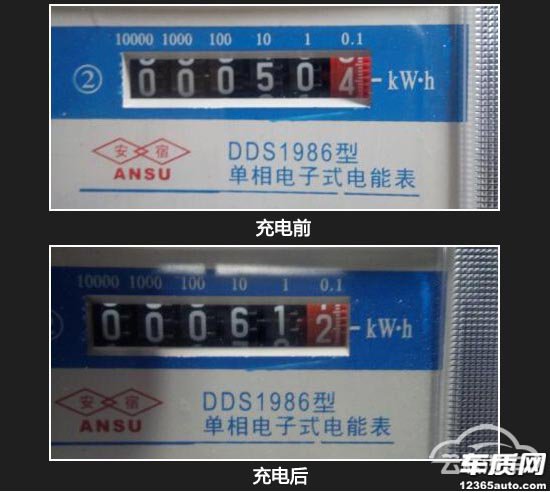 10000 1000 100 10 1 0.1
② 0 0 0 5 0 4 kW·h
安 宿
ANSU
DDS1986型
单相电子式电能表
充电前
10000 1000 100 10 1 0.1
0 0 0 6 1 2 kW·h
安 宿
ANSU
DDS1986型
单相电子式电能表
充电后
车质网
12365auto.com